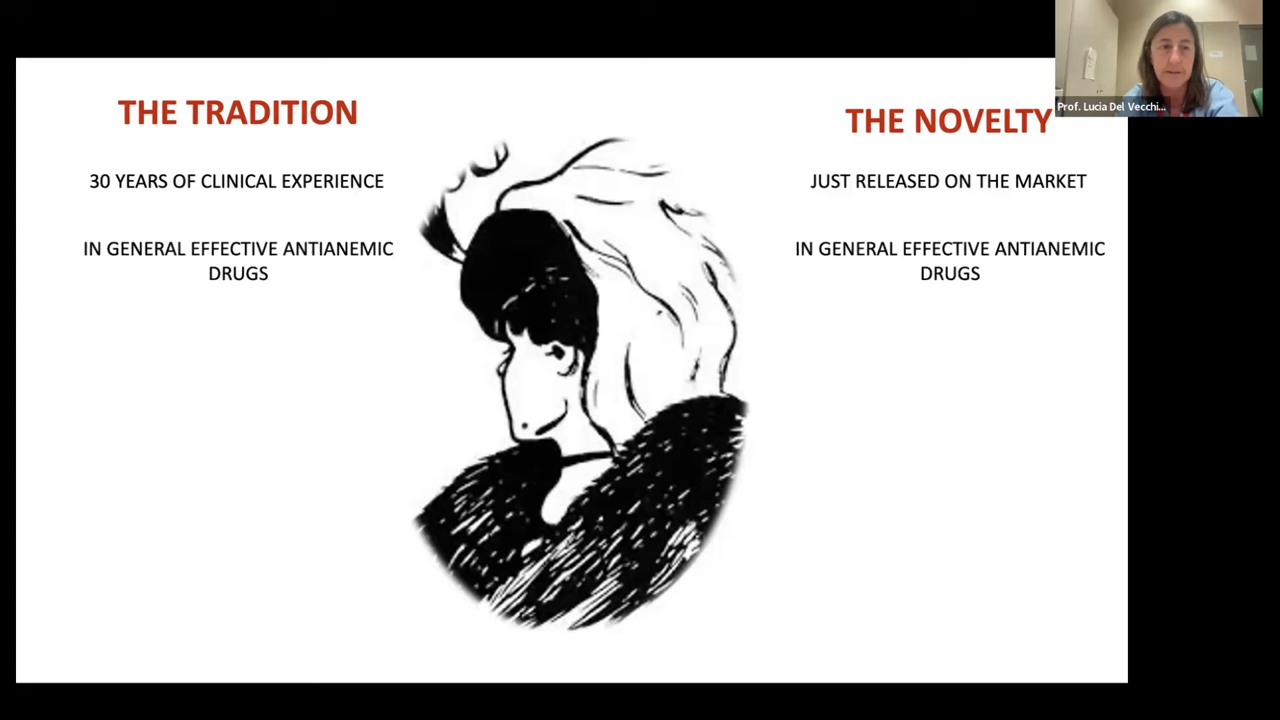 Prof. Lucia Del Vecchi...
THE TRADITION
30 YEARS OF CLINICAL EXPERIENCE
IN GENERAL EFFECTIVE ANTIANEMIC
DRUGS
THE NOVELTY
JUST RELEASED ON THE MARKET
IN GENERAL EFFECTIVE ANTIANEMIC
DRUGS